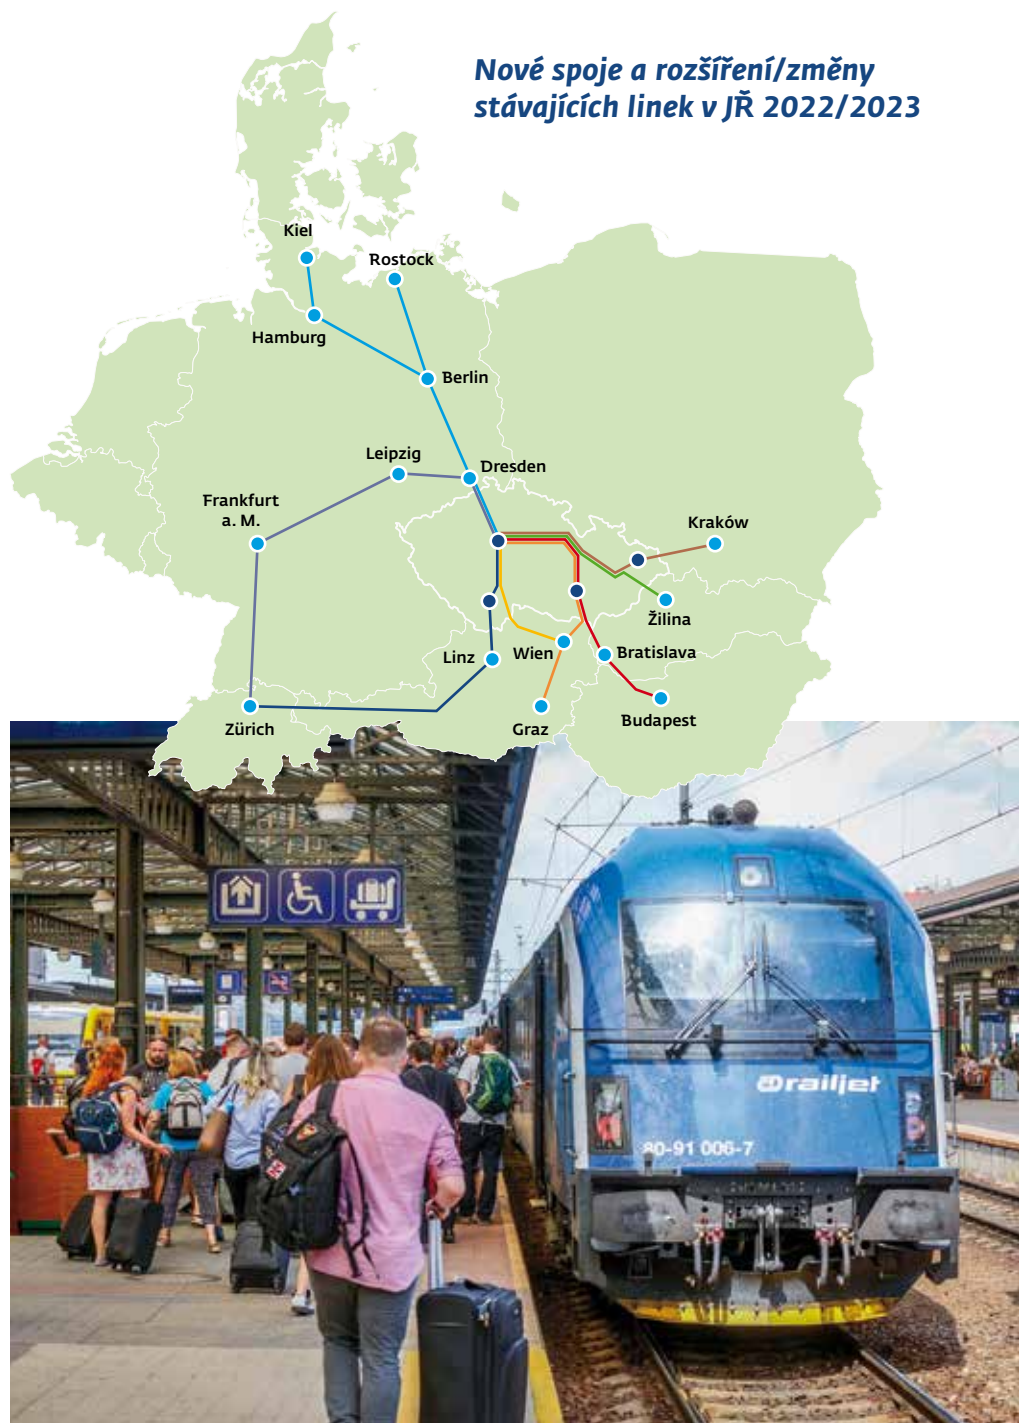 Nové spoje a rozšíření/změny
stávajících linek v JŘ 2022/2023
Kiel
Rostock
Hamburg
Berlin
Leipzig
Dresden
Frankfurt
a. M.
Kraków
Žilina
Linz
Wien
Bratislava
Zürich
Graz
Budapest
railjet
80-91 006-7